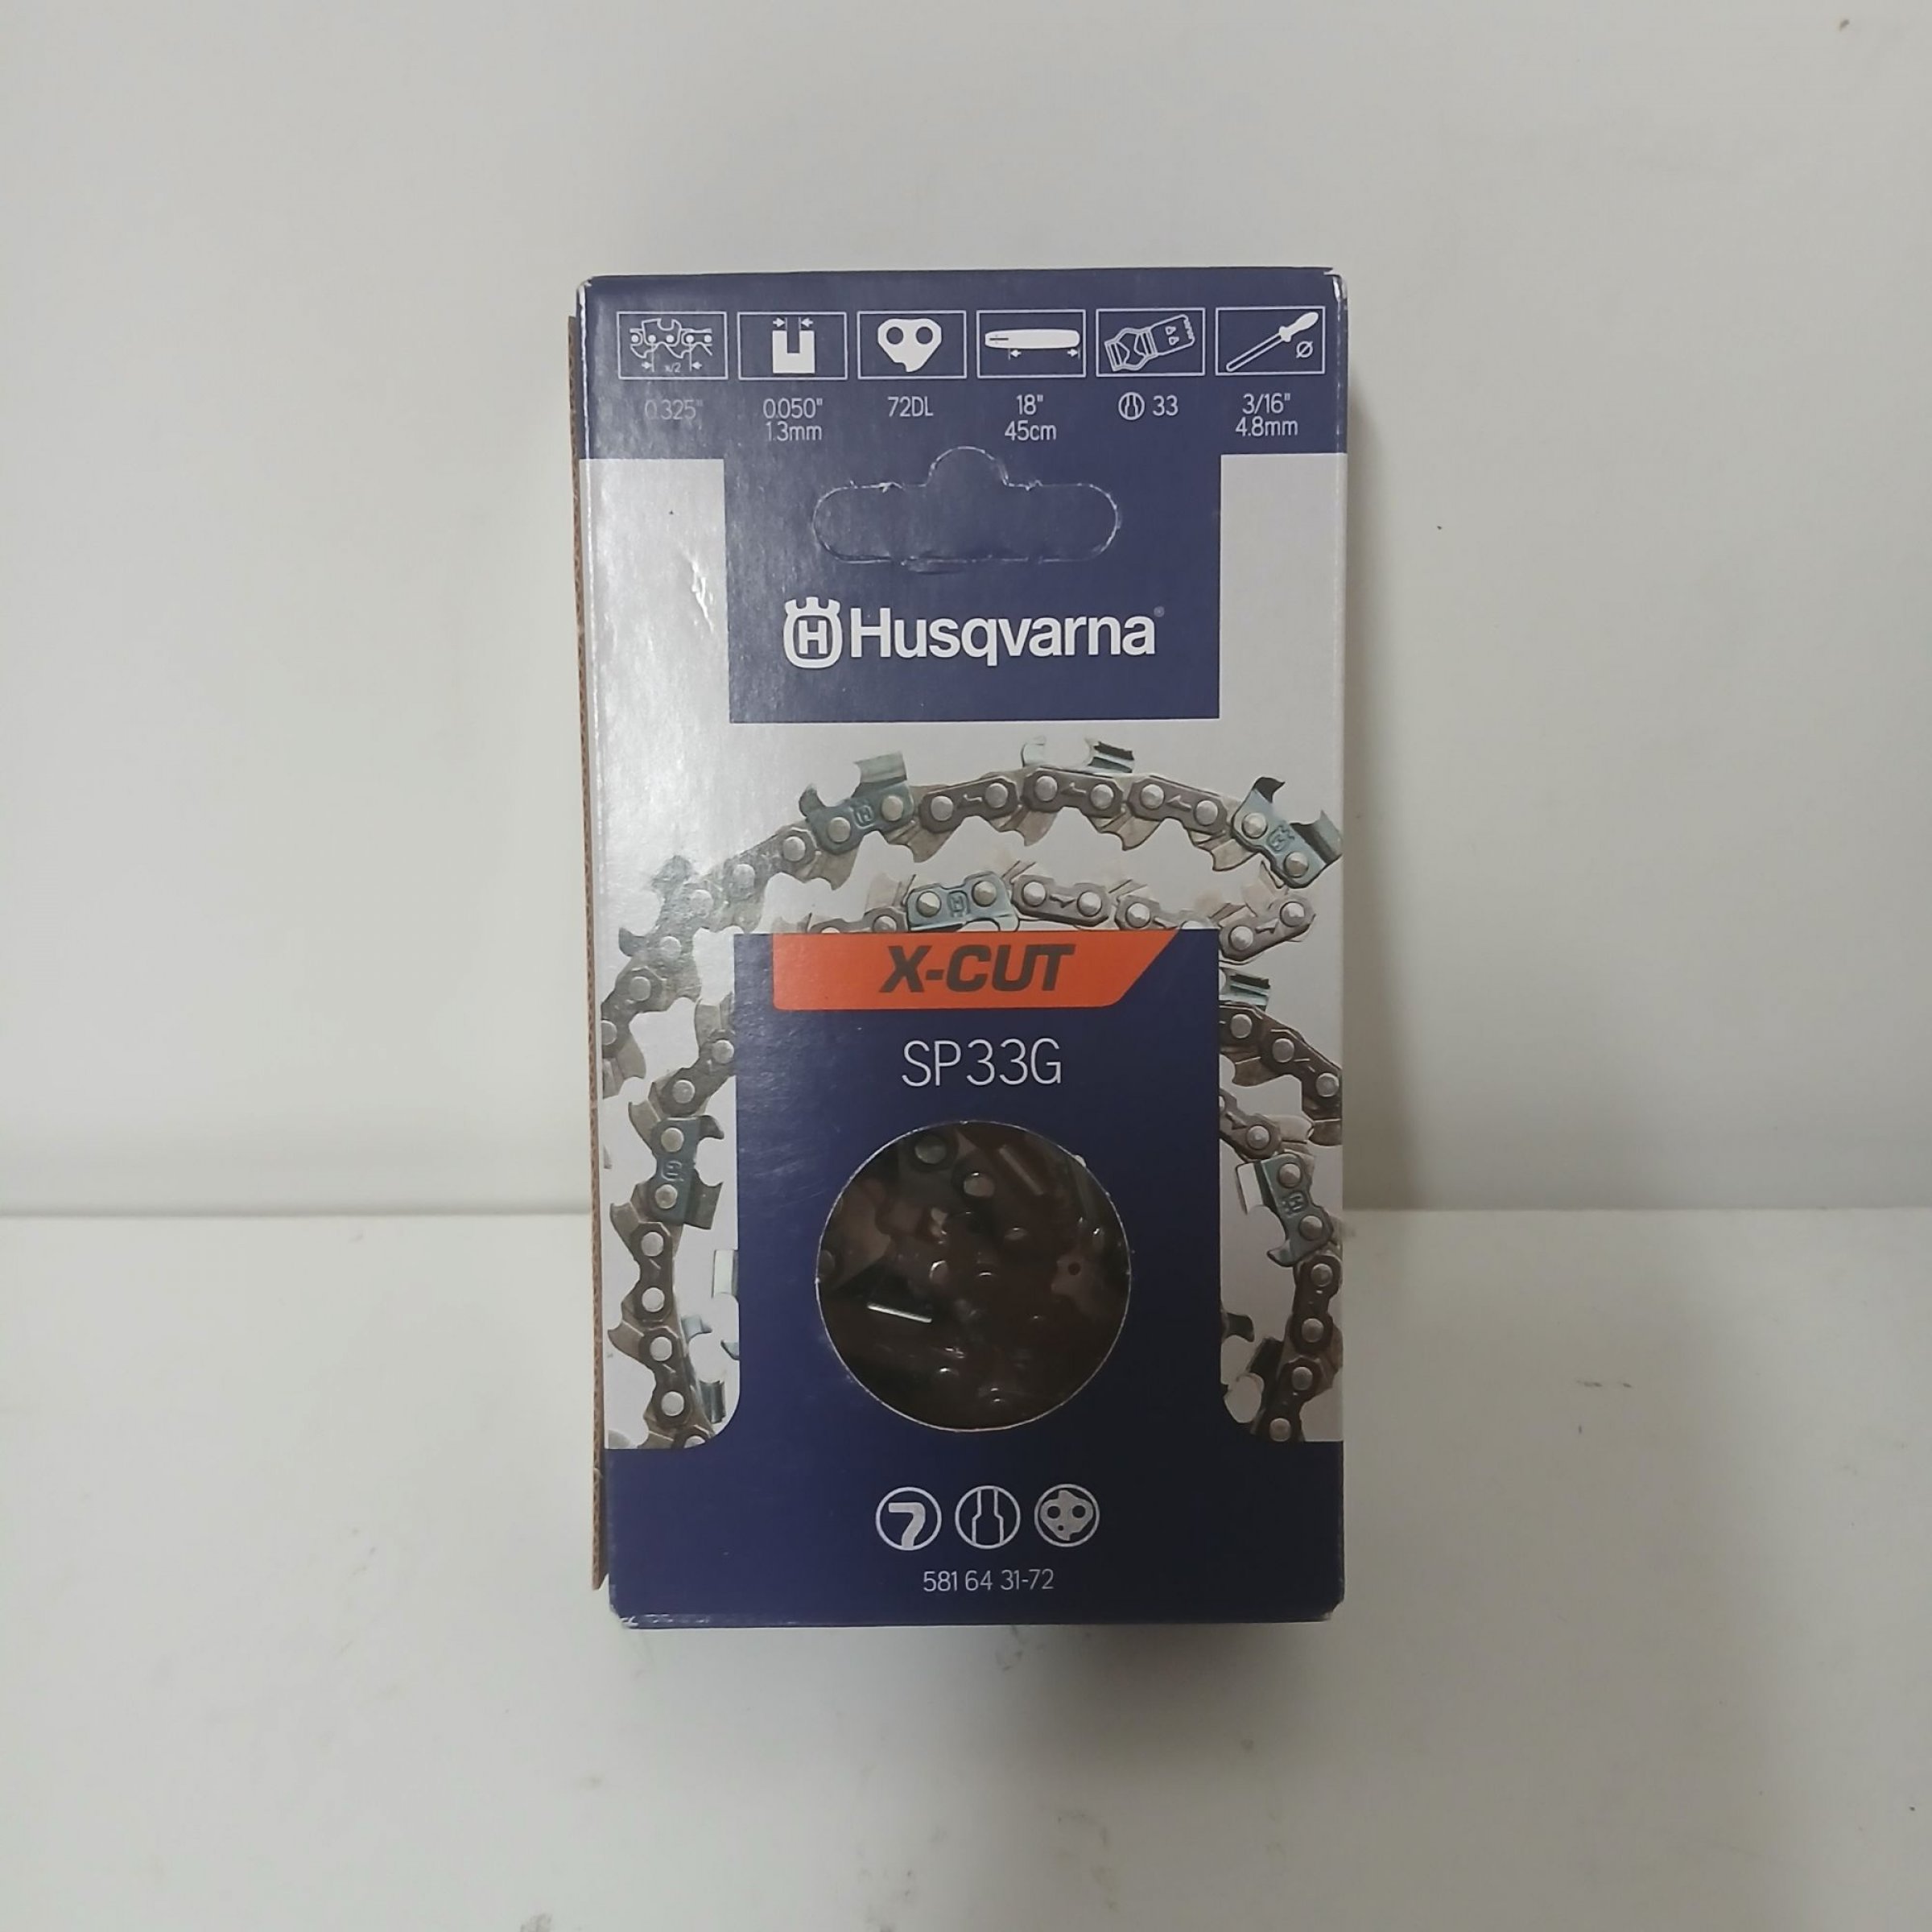 x/2
Ø
0.325" 0.050" 72DL 18" 33 3/16"
1.3mm 45cm 4.8mm
H Husqvarna®
X-CUT
SP33G
581 64 31-72